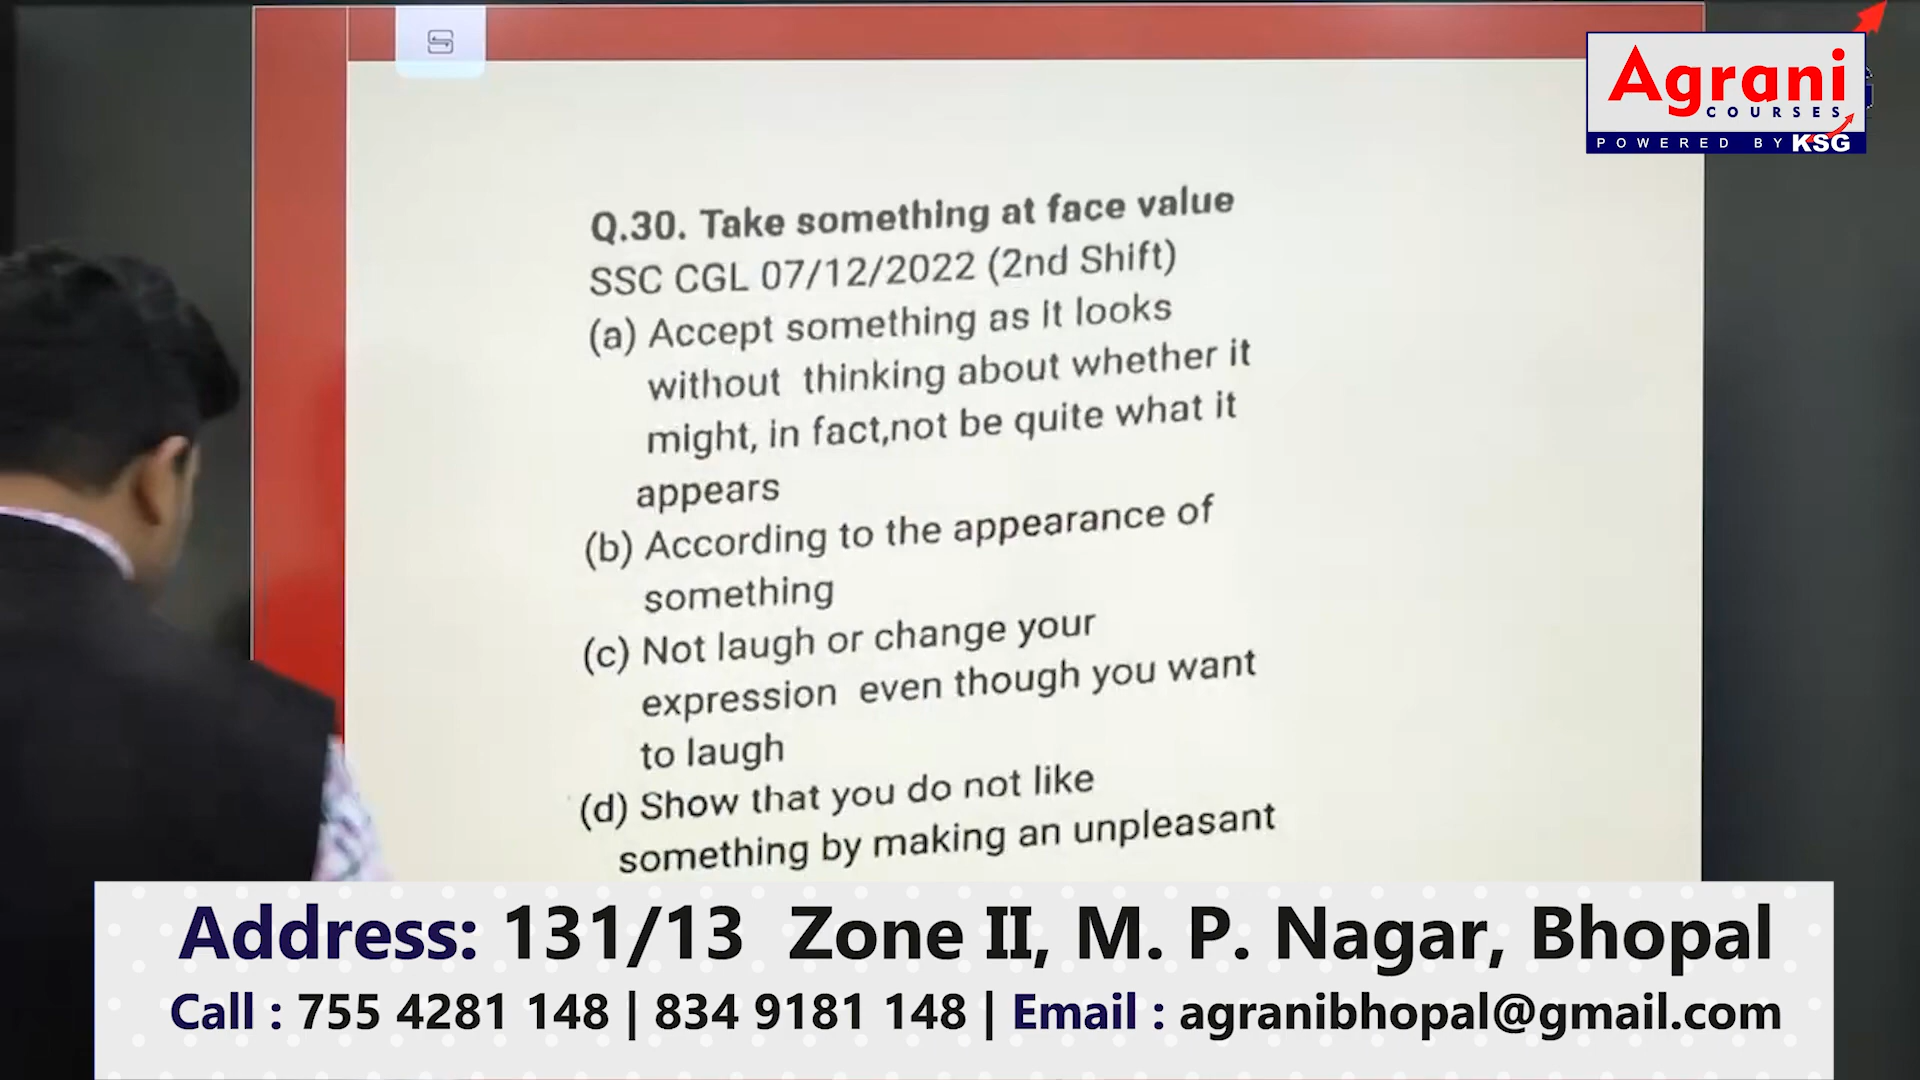 Agrani
COURSES
POWERED BY KSG
Q.30. Take something at face value
SSC CGL 07/12/2022 (2nd Shift)
(a) Accept something as it looks
without thinking about whether it
might, in fact,not be quite what it
appears
(b) According to the appearance of
something
(c) Not laugh or change your
expression even though you want
to laugh
(d) Show that you do not like
something by making an unpleasant
Address: 131/13 Zone II, M. P. Nagar, Bhopal
Call : 755 4281 148 | 834 9181 148 | Email : agranibhopal@gmail.com